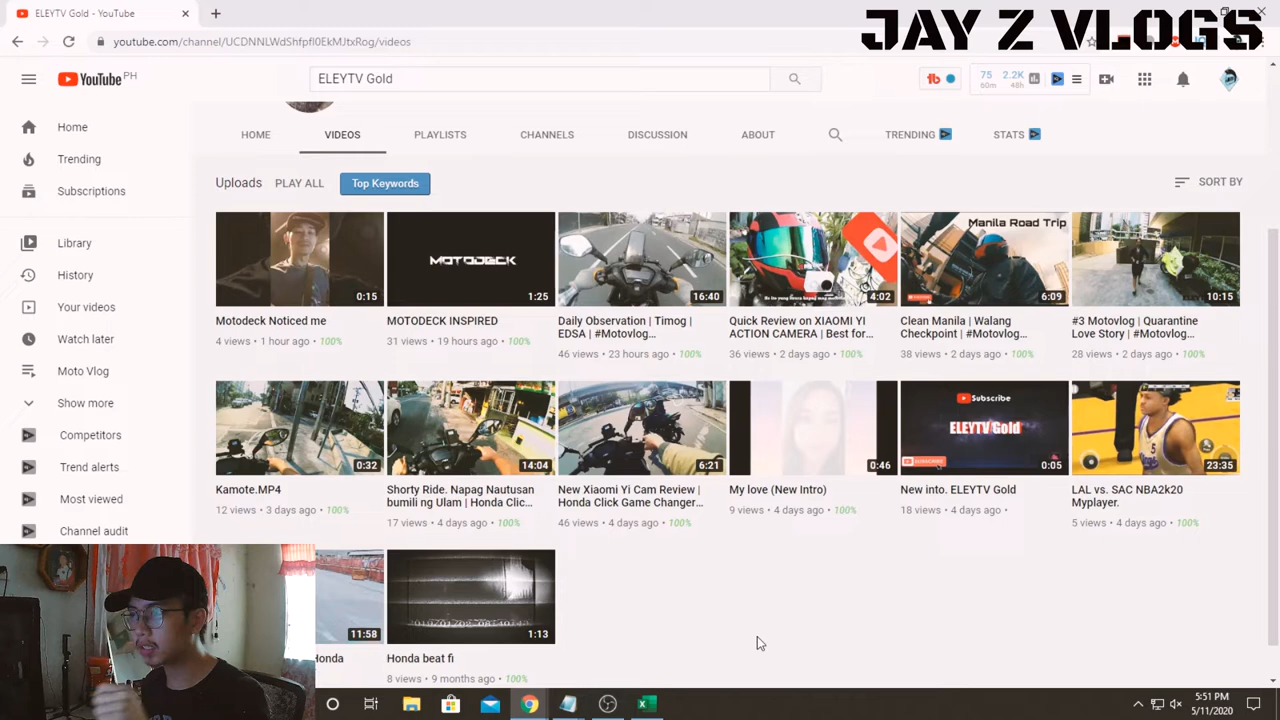 ELEYTV Gold - YouTube
JAY Z VLOGS
youtube.com/channel/UCDNNLWdShfpfI0EkMJtxRog/videos
YouTube PH
ELEYTV Gold
75 60m
2.2K 48h
HOME
VIDEOS
PLAYLISTS
CHANNELS
DISCUSSION
ABOUT
TRENDING
STATS
Home
Trending
Subscriptions
Library
History
Your videos
Watch later
Moto Vlog
Show more
Competitors
Trend alerts
Most viewed
Channel audit
Uploads
PLAY ALL
Top Keywords
SORT BY
0:15
Motodeck Noticed me
4 views • 1 hour ago • 100%
MOTODECK
1:25
MOTODECK INSPIRED
31 views • 19 hours ago • 100%
16:40
Daily Observation | Timog |
EDSA | #Motovlog...
46 views • 23 hours ago • 100%
4:02
Quick Review on XIAOMI YI
ACTION CAMERA | Best for...
36 views • 2 days ago • 100%
Manila Road Trip
6:09
Clean Manila | Walang
Checkpoint | #Motovlog...
38 views • 2 days ago • 100%
10:15
#3 Motovlog | Quarantine
Love Story | #Motovlog...
28 views • 2 days ago • 100%
0:32
Kamote.MP4
12 views • 3 days ago • 100%
14:04
Shorty Ride. Napag Nautusan
bumili ng Ulam | Honda Clic...
17 views • 4 days ago • 100%
6:21
New Xiaomi Yi Cam Review |
Honda Click Game Changer...
46 views • 4 days ago • 100%
0:46
My love (New Intro)
9 views • 4 days ago • 100%
Subscribe
ELEYTV Gold
SUBSCRIBE
0:05
New into. ELEYTV Gold
18 views • 4 days ago •
23:35
LAL vs. SAC NBA2k20
Myplayer.
5 views • 4 days ago • 100%
11:58
Honda
1:13
Honda beat fi
8 views • 9 months ago • 100%
5:51 PM
5/11/2020